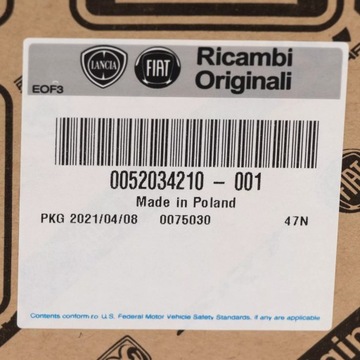 LANCIA
FIAT
Ricambi
Originali
EOF3
0052034210 - 001
Made in Poland
PKG 2021/04/08 0075030 47N
Contents conform to U.S. Federal Motor Vehicle Safety Standards, if any are applicable